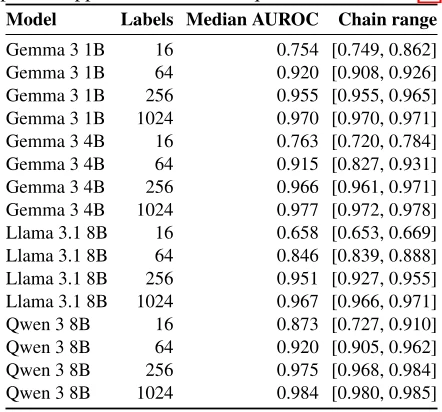 Model Labels Median AUROC Chain range
Gemma 3 1B 16 0.754 [0.749, 0.862]
Gemma 3 1B 64 0.920 [0.908, 0.926]
Gemma 3 1B 256 0.955 [0.955, 0.965]
Gemma 3 1B 1024 0.970 [0.970, 0.971]
Gemma 3 4B 16 0.763 [0.720, 0.784]
Gemma 3 4B 64 0.915 [0.827, 0.931]
Gemma 3 4B 256 0.966 [0.961, 0.971]
Gemma 3 4B 1024 0.977 [0.972, 0.978]
Llama 3.1 8B 16 0.658 [0.653, 0.669]
Llama 3.1 8B 64 0.846 [0.839, 0.888]
Llama 3.1 8B 256 0.951 [0.927, 0.955]
Llama 3.1 8B 1024 0.967 [0.966, 0.971]
Qwen 3 8B 16 0.873 [0.727, 0.910]
Qwen 3 8B 64 0.920 [0.905, 0.962]
Qwen 3 8B 256 0.975 [0.968, 0.984]
Qwen 3 8B 1024 0.984 [0.980, 0.985]